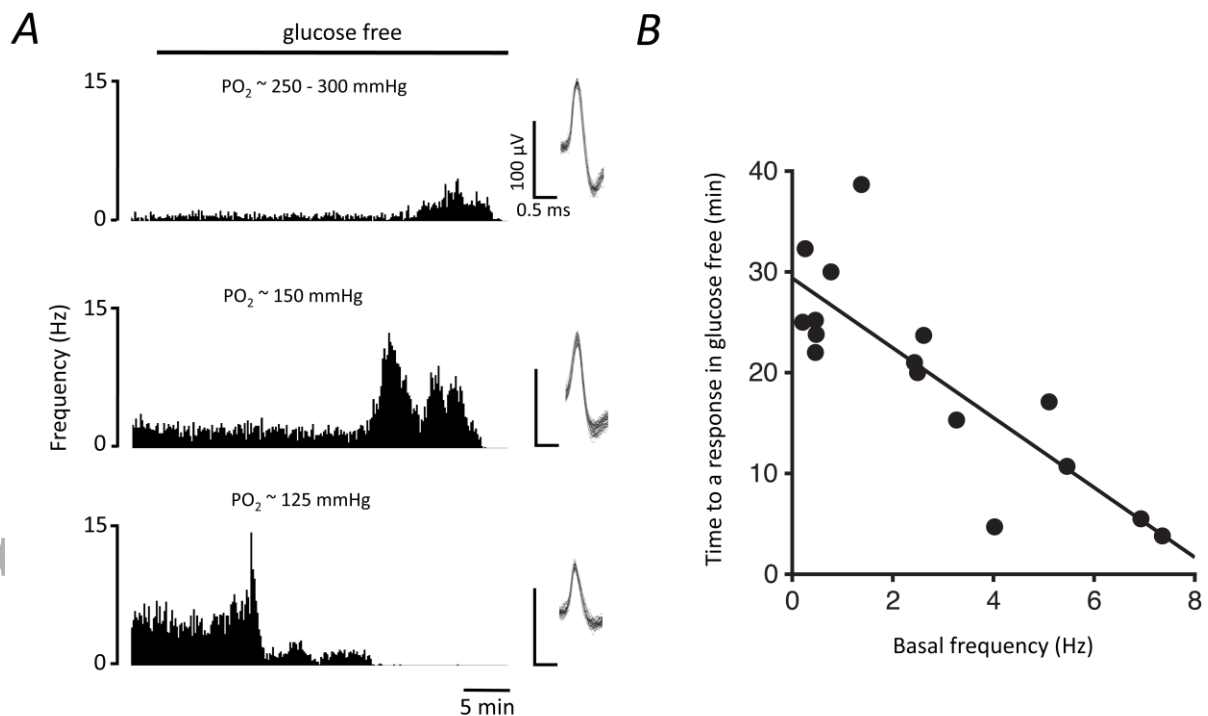 A
glucose free
PO2 ~ 250 - 300 mmHg
15
0
100 µV
0.5 ms
PO2 ~ 150 mmHg
15
0
Frequency (Hz)
PO2 ~ 125 mmHg
15
0
5 min
B
Time to a response in glucose free (min)
40
30
20
10
0
0 2 4 6 8
Basal frequency (Hz)